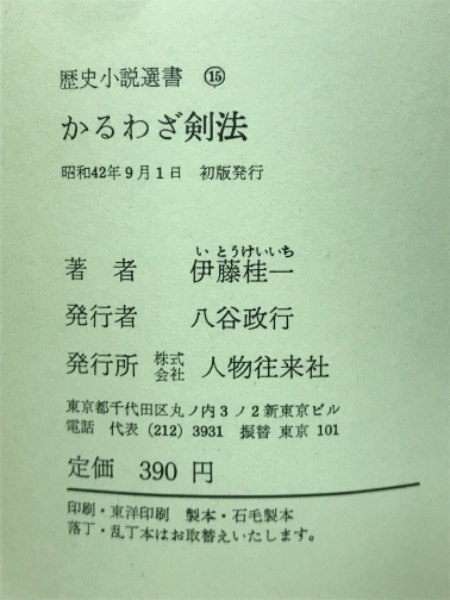 歴史小説選書 ⑮
かるわざ剣法
昭和42年9月1日 初版発行
いとうけいいち
著者 伊藤桂一
発行者 八谷政行
発行所 株式会社 人物往来社
東京都千代田区丸ノ内3ノ2新東京ビル
電話 代表 (212) 3931 振替 東京 101
定価 390 円
印刷・東洋印刷 製本・石毛製本
落丁・乱丁本はお取替えいたします。